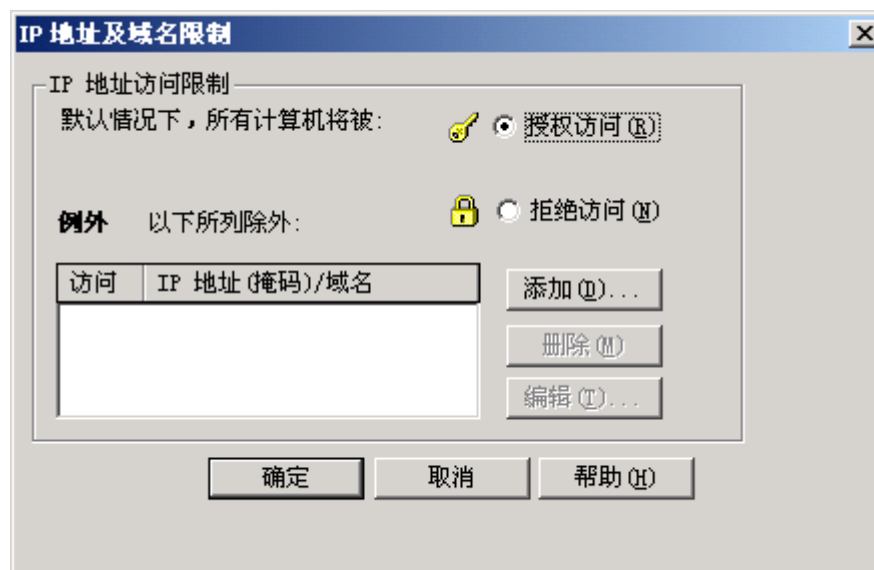 IP 地址及域名限制
IP 地址访问限制
默认情况下，所有计算机将被: 授权访问(R)
例外 以下所列除外: 拒绝访问(N)
访问 IP 地址(掩码)/域名
添加(D)...
删除(M)
编辑(T)...
确定 取消 帮助(H)